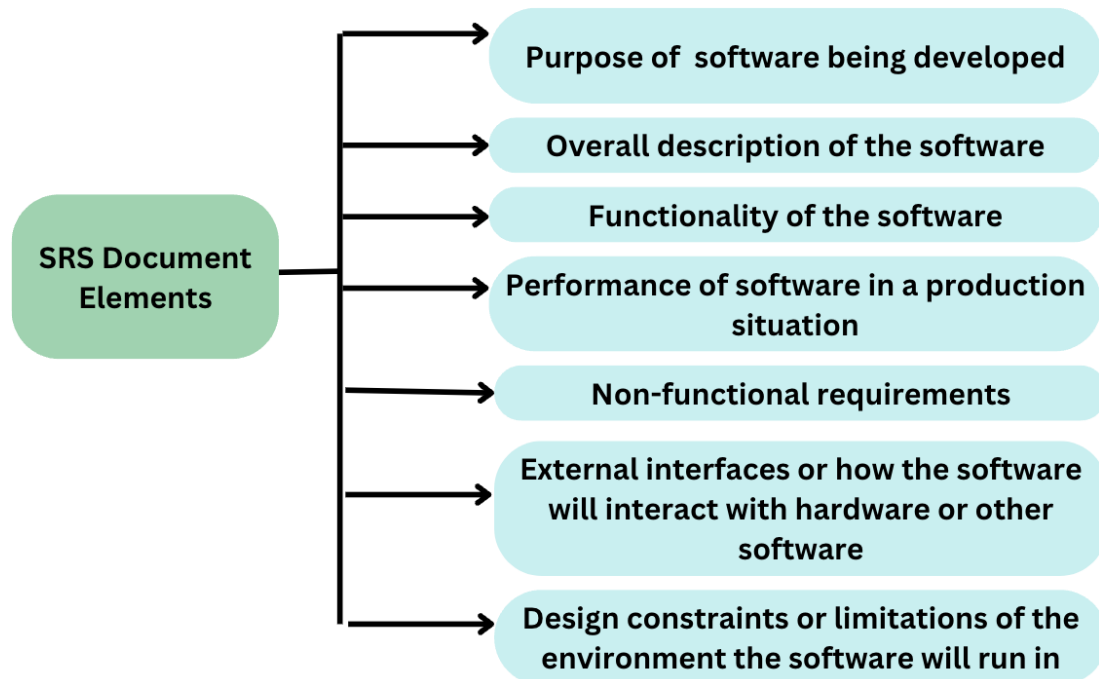 SRS Document
Elements
Purpose of software being developed
Overall description of the software
Functionality of the software
Performance of software in a production
situation
Non-functional requirements
External interfaces or how the software
will interact with hardware or other
software
Design constraints or limitations of the
environment the software will run in